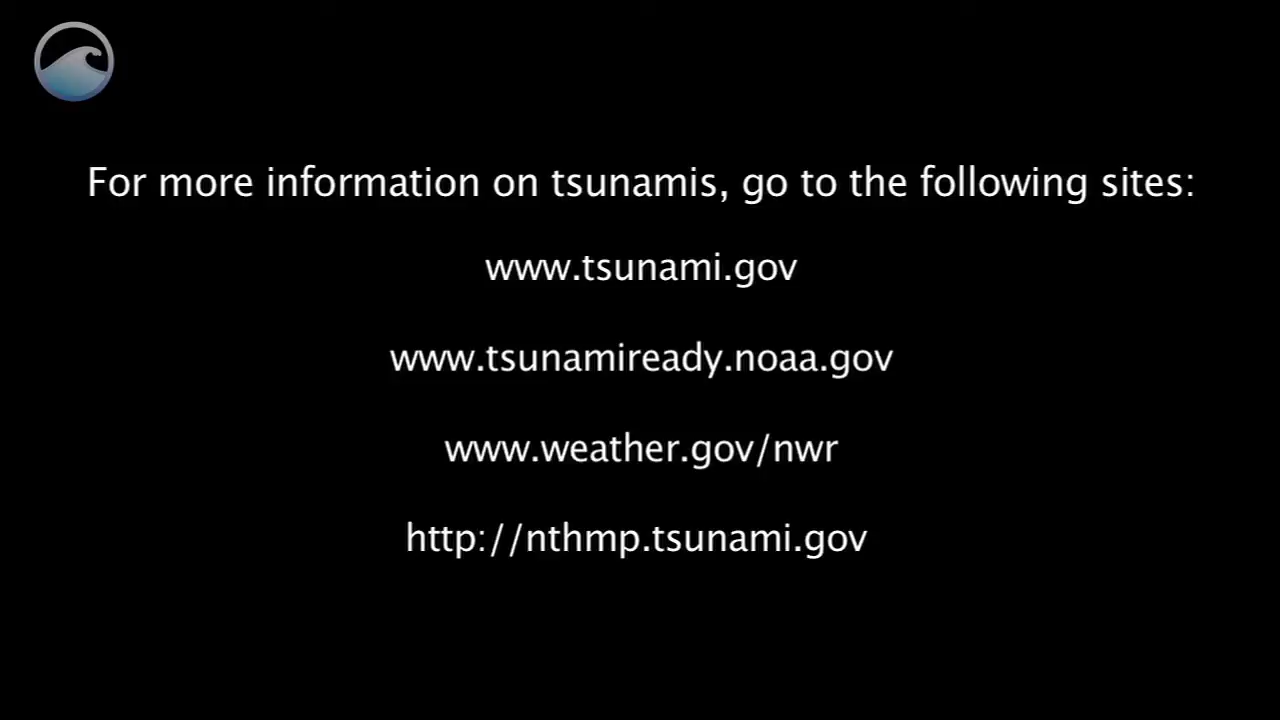 For more information on tsunamis, go to the following sites:
www.tsunami.gov
www.tsunamiready.noaa.gov
www.weather.gov/nwr
http://nthmp.tsunami.gov